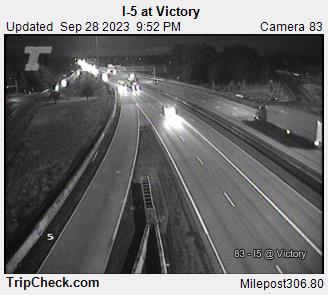 I-5 at Victory
Updated Sep 28 2023 9:52 PM Camera 83
T
S
83 - I5 @ Victory
TripCheck.com Milepost306.80